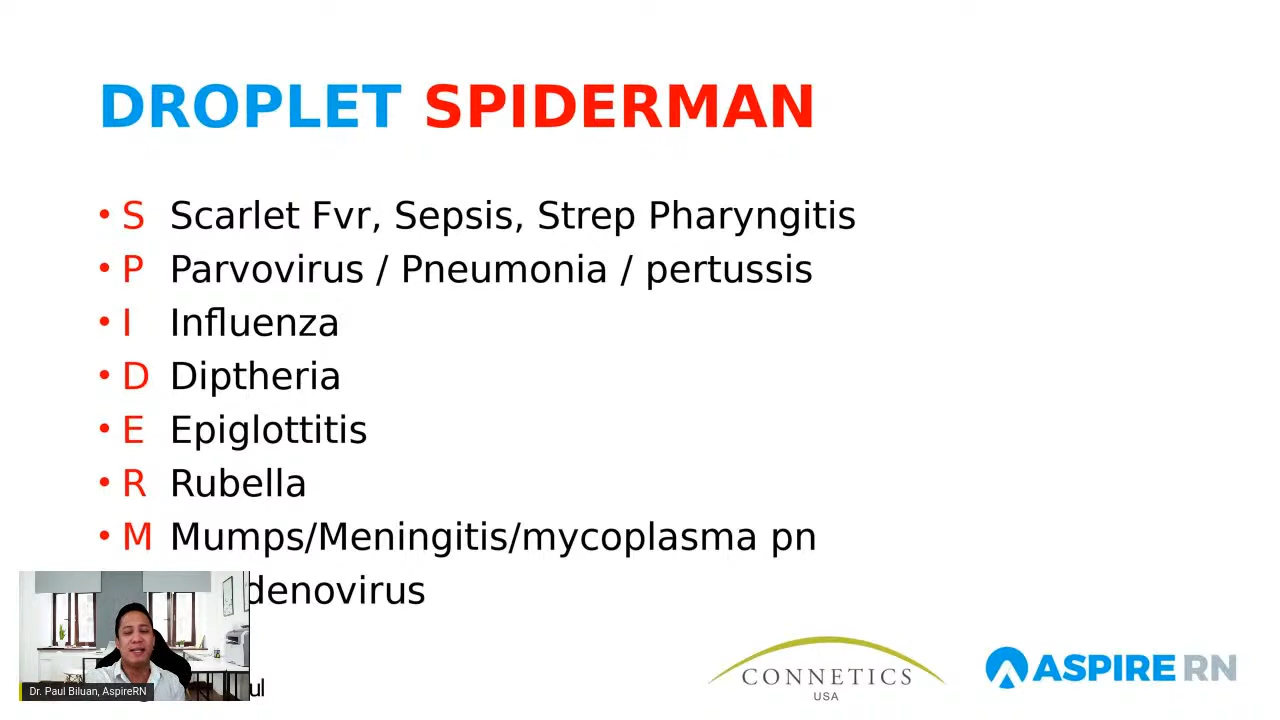 DROPLET SPIDERMAN
• S Scarlet Fvr, Sepsis, Strep Pharyngitis
• P Parvovirus / Pneumonia / pertussis
• I Influenza
• D Diptheria
• E Epiglottitis
• R Rubella
• M Mumps/Meningitis/mycoplasma pn
denovirus
Dr. Paul Biluan, AspireRN
CONNETICS
USA
ASPIRE RN